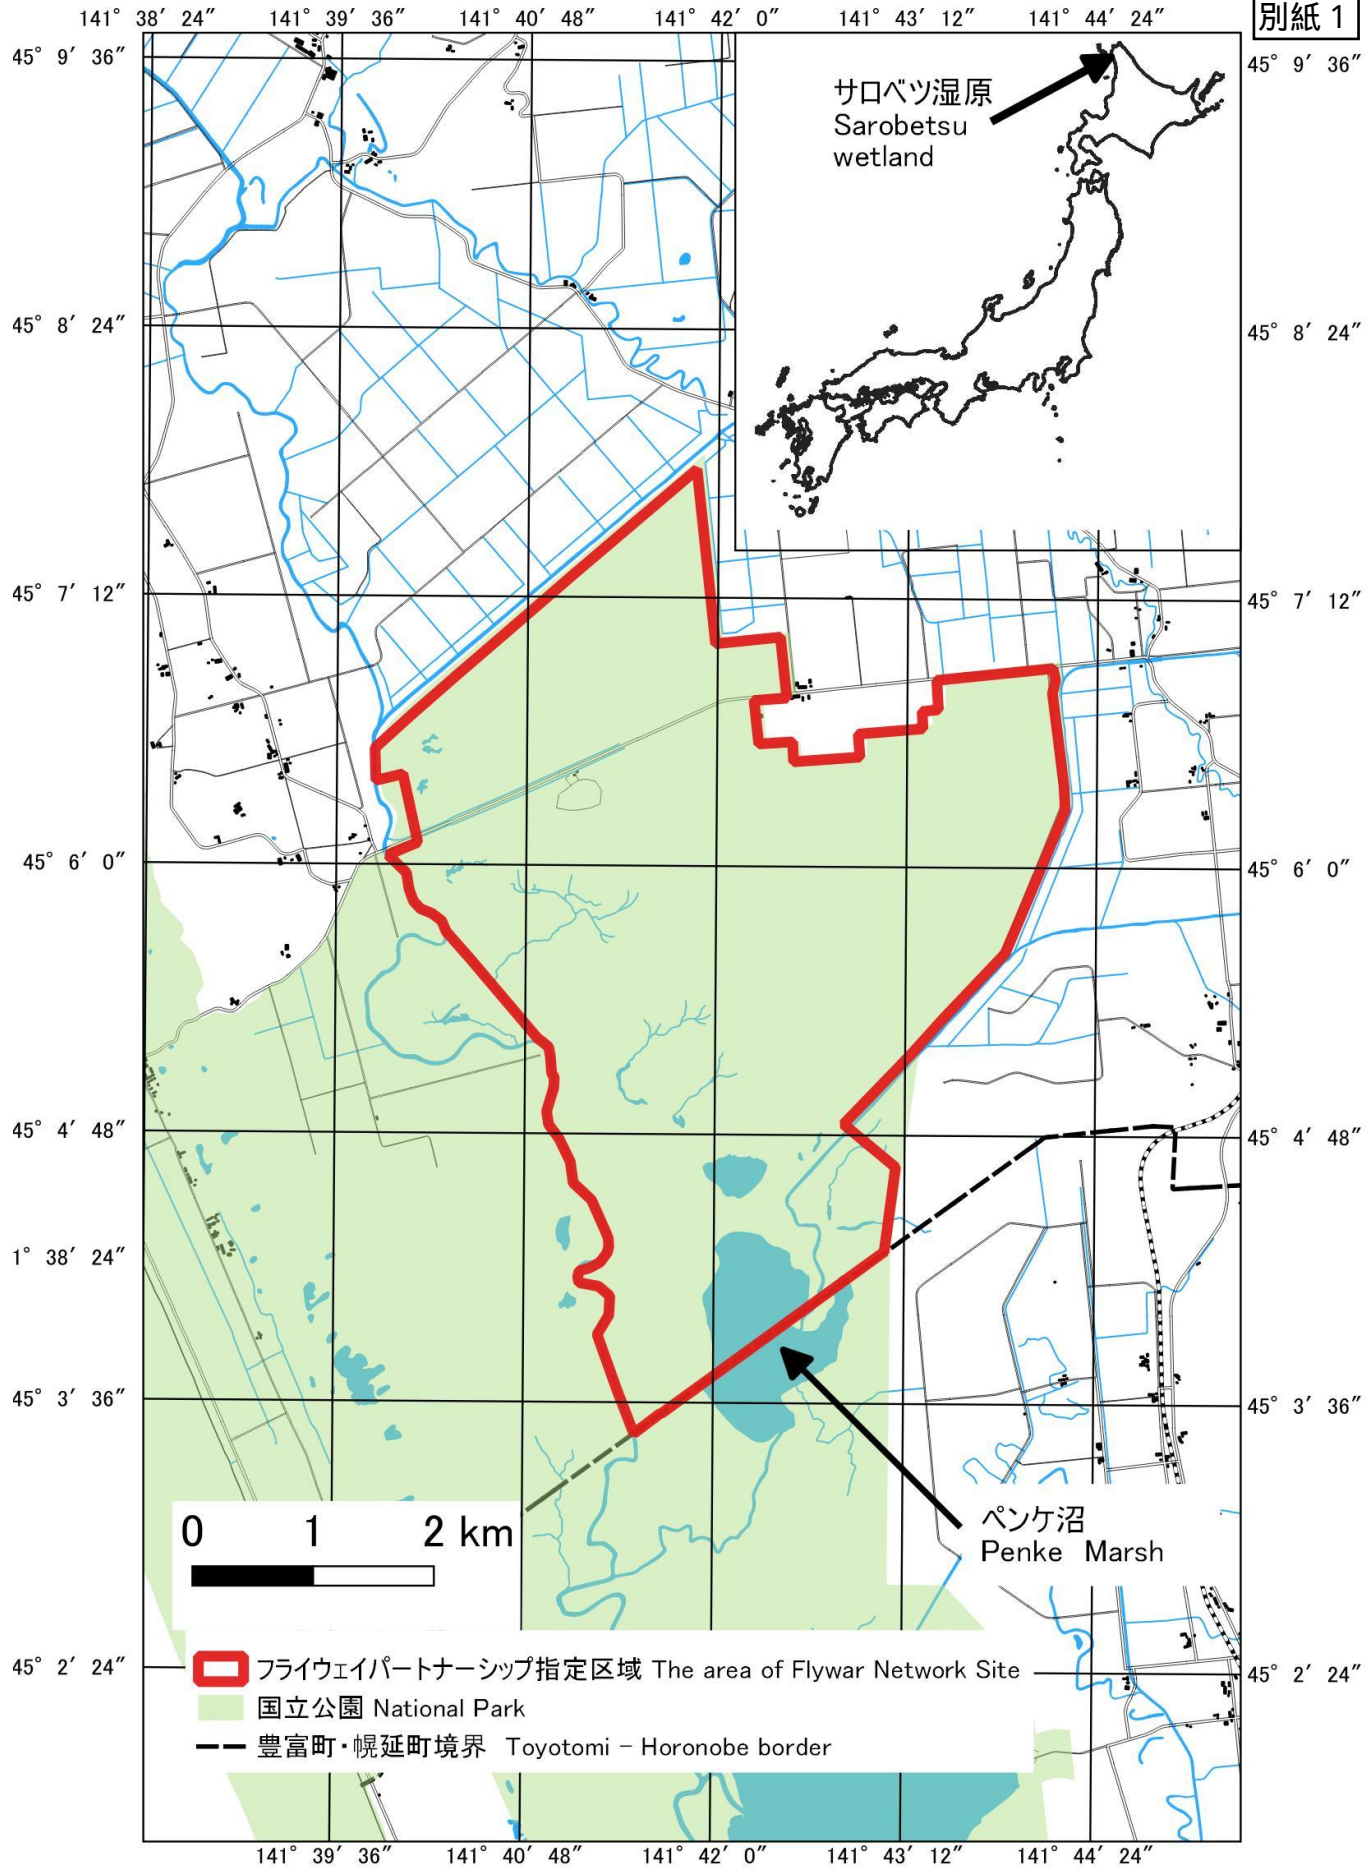 別紙 1
141° 38′ 24″ 141° 39′ 36″ 141° 40′ 48″ 141° 42′ 0″ 141° 43′ 12″ 141° 44′ 24″
45° 9′ 36″
45° 9′ 36″
サロベツ湿原
Sarobetsu
wetland
45° 8′ 24″
45° 8′ 24″
45° 7′ 12″
45° 7′ 12″
45° 6′ 0″
45° 6′ 0″
45° 4′ 48″
45° 4′ 48″
1° 38′ 24″
45° 3′ 36″
45° 3′ 36″
ペンケ沼
Penke Marsh
0 1 2 km
45° 2′ 24″
45° 2′ 24″
フライウェイパートナーシップ指定区域 The area of Flywar Network Site
国立公園 National Park
豊富町・幌延町境界 Toyotomi - Horonobe border
141° 39′ 36″ 141° 40′ 48″ 141° 42′ 0″ 141° 43′ 12″ 141° 44′ 24″